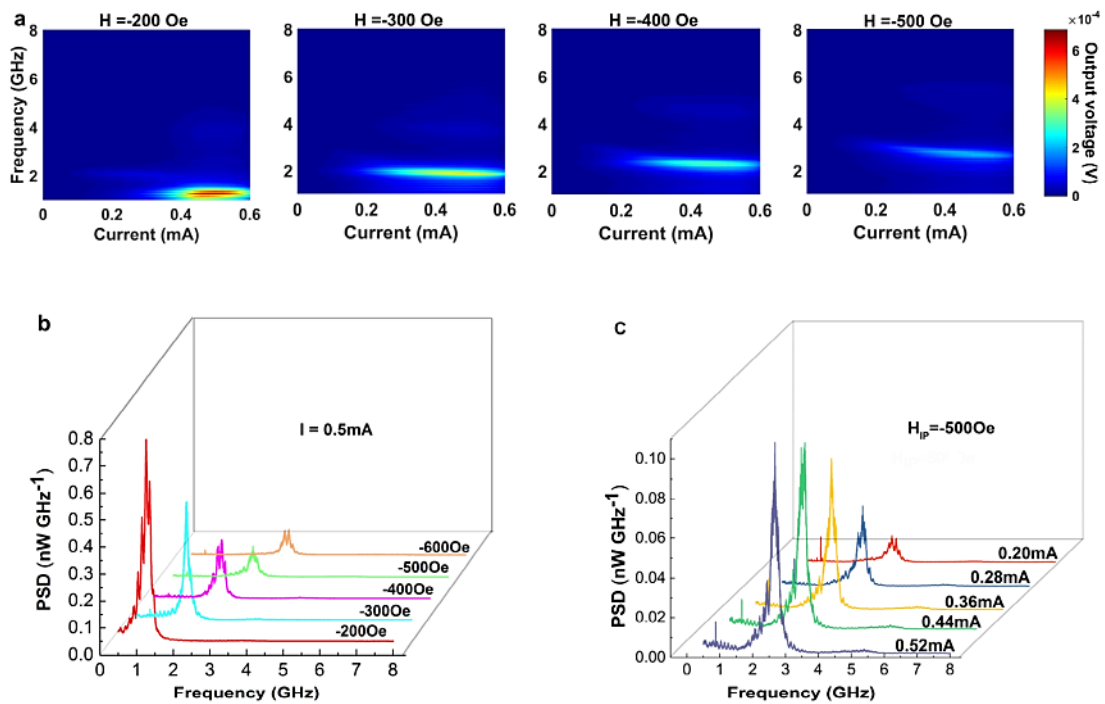 a
H =-200 Oe
H =-300 Oe
H =-400 Oe
H =-500 Oe
×10⁻⁴
Frequency (GHz)
8
6
4
2
0
0.2
0.4
0.6
Current (mA)
8
6
4
2
0
0.2
0.4
0.6
Current (mA)
8
6
4
2
0
0.2
0.4
0.6
Current (mA)
8
6
4
2
0
0.2
0.4
0.6
Current (mA)
6
4
2
0
Output voltage (V)
b
I = 0.5mA
PSD (nW GHz⁻¹)
0.8
0.7
0.6
0.5
0.4
0.3
0.2
0.1
0.0
-600Oe
-500Oe
-400Oe
-300Oe
-200Oe
0 1 2 3 4 5 6 7 8
Frequency (GHz)
c
H_IP=-500Oe
PSD (nW GHz⁻¹)
0.10
0.08
0.06
0.04
0.02
0.00
0.20mA
0.28mA
0.36mA
0.44mA
0.52mA
0 1 2 3 4 5 6 7 8
Frequency (GHz)